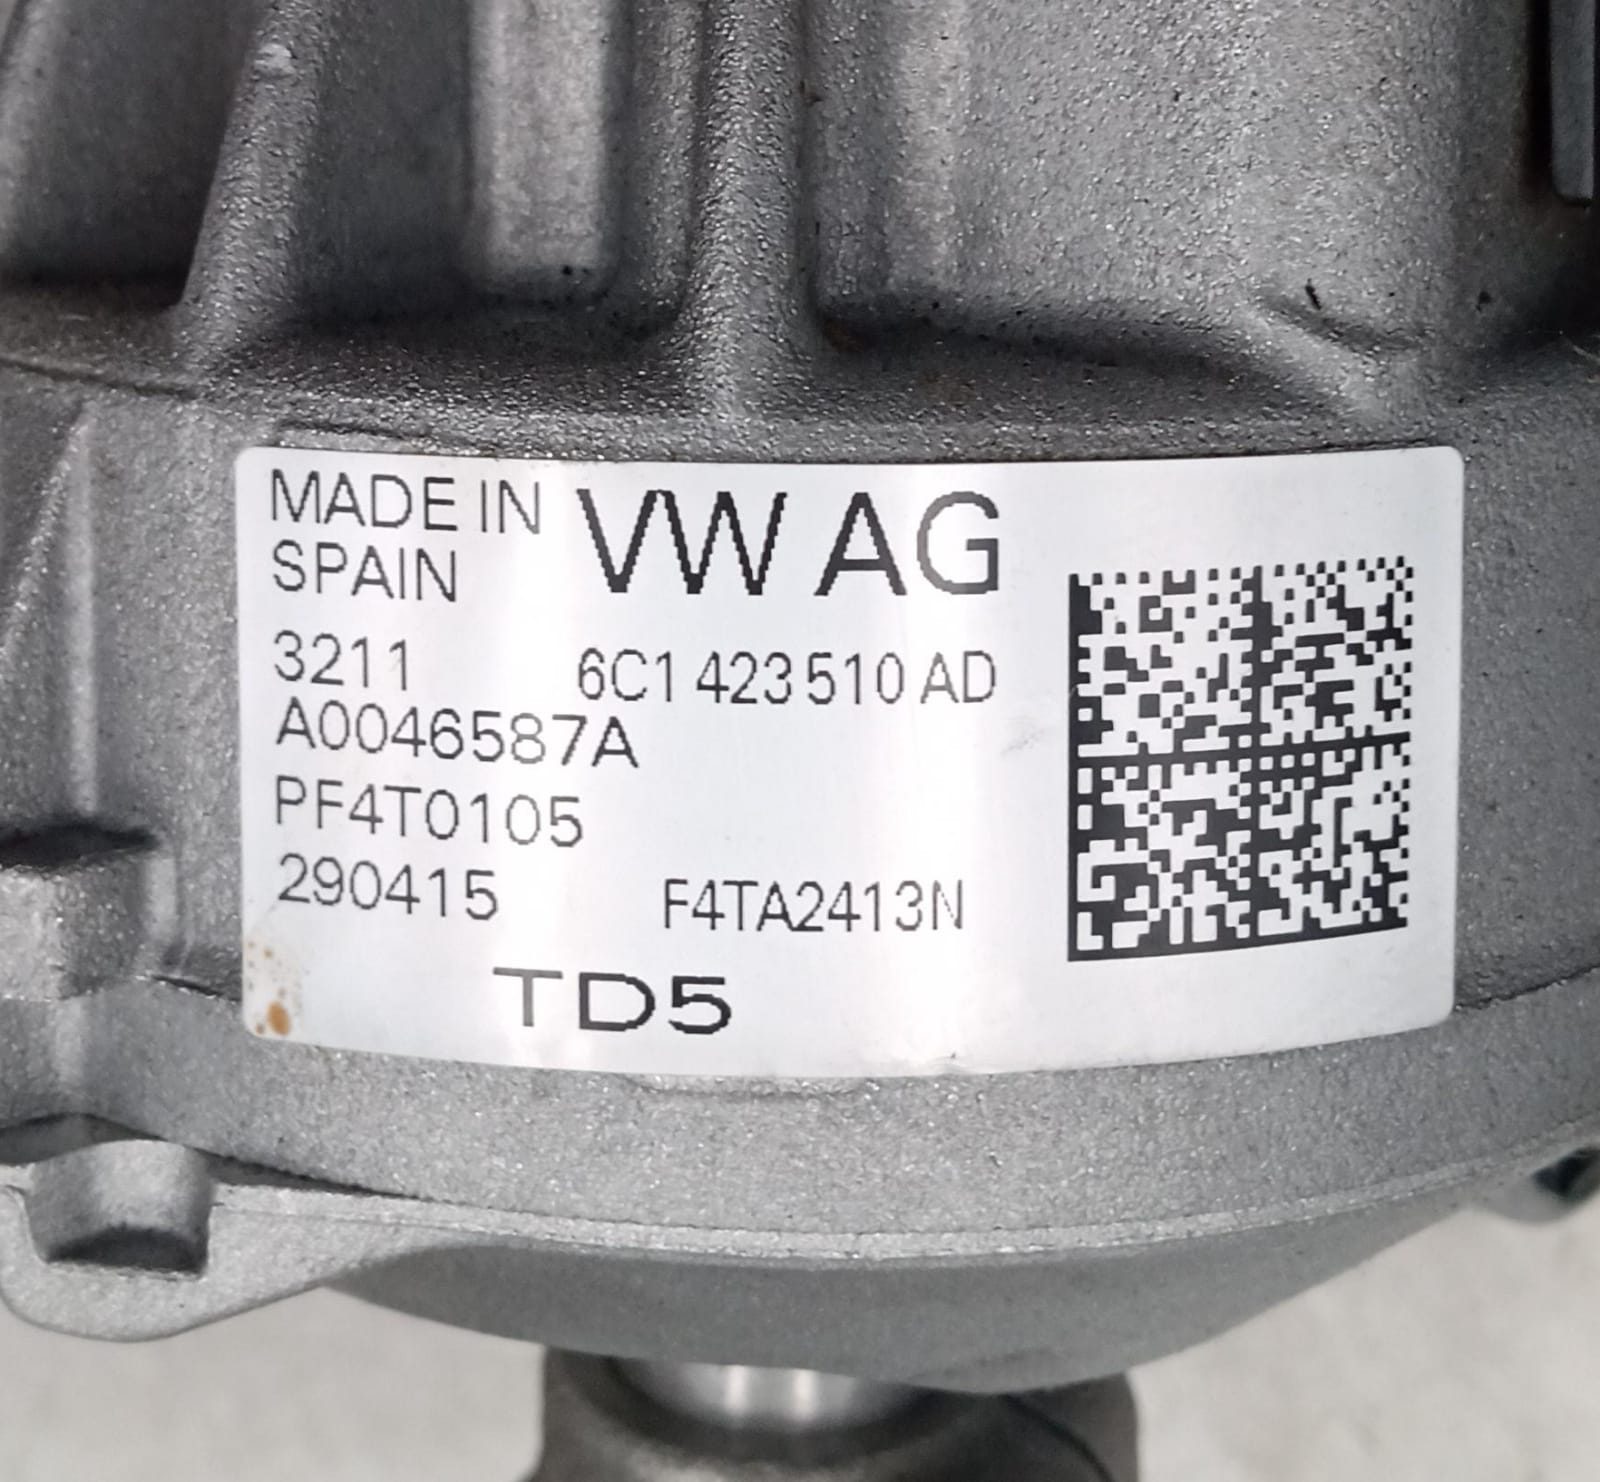 MADE IN VW AG
SPAIN
3211 6C1 423 510 AD
A0046587A
PF4T0105
290415 F4TA2413N
TD5